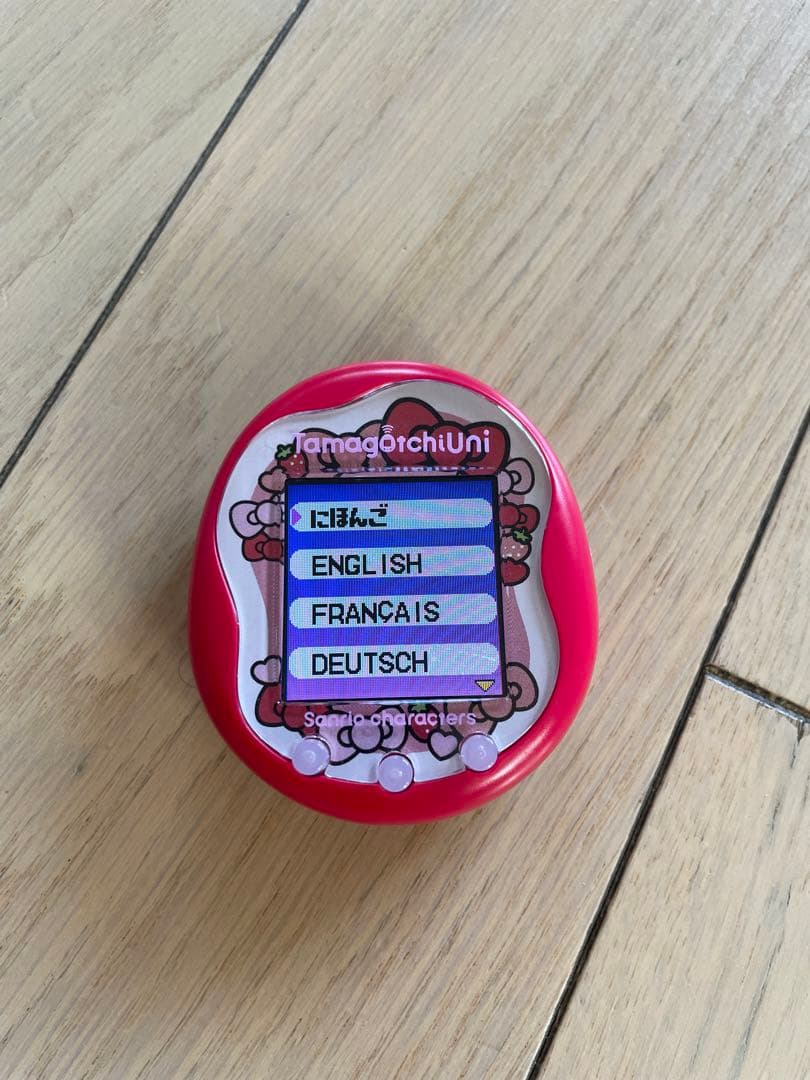 TamagotchiUni
にほんご
ENGLISH
FRANÇAIS
DEUTSCH
Sanrio characters